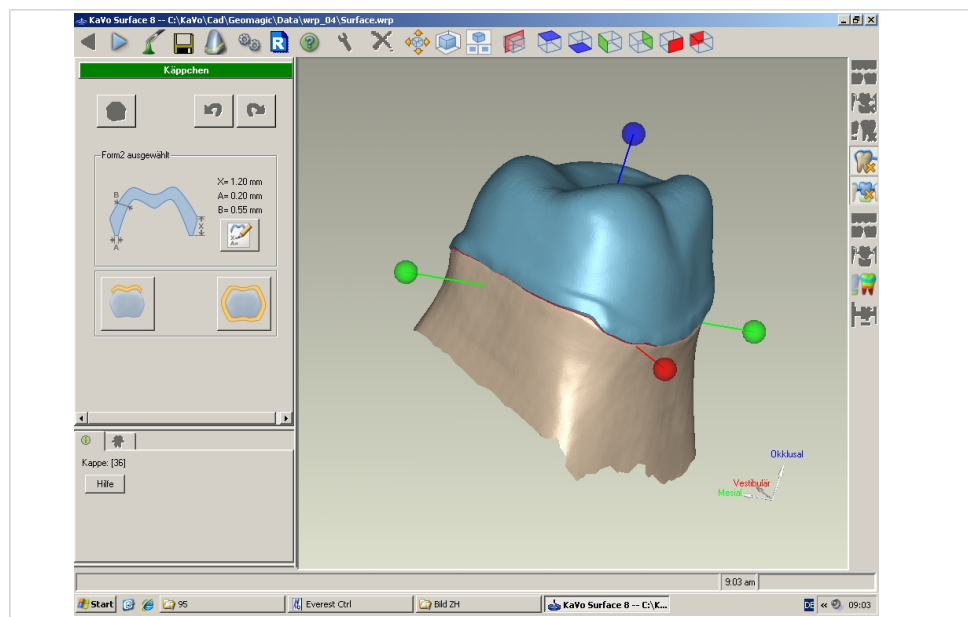 KaVo Surface 8 -- C:\KaVo\Cad\Geomagic\Data\wrp_04\Surface.wrp
R
Käppchen
Form2 ausgewählt
B
X= 1.20 mm
A= 0.20 mm
B= 0.55 mm
X
A
X=
A=
Kappe: [36]
Hilfe
Okklusal
Vestibulär
Mesial
9:03 am
Start
95
Everest Ctrl
Bild ZH
KaVo Surface 8 -- C:\K...
DE
«
09:03